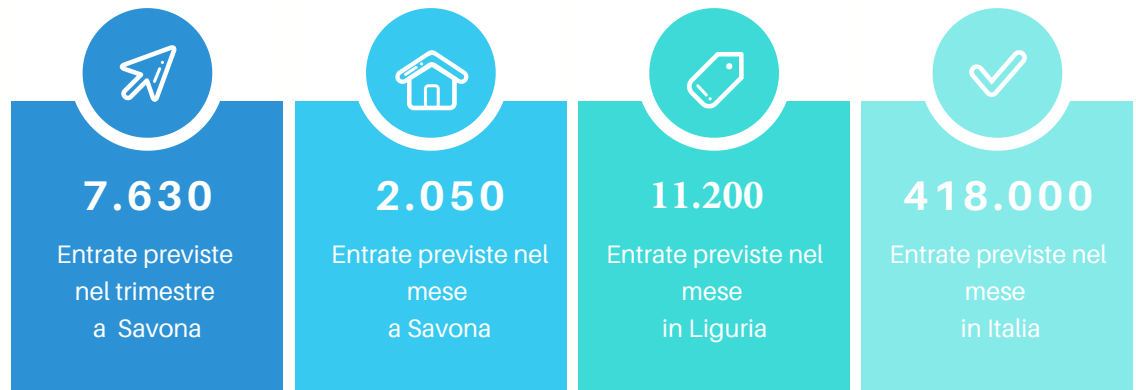 7.630
Entrate previste
nel trimestre
a Savona
2.050
Entrate previste nel
mese
a Savona
11.200
Entrate previste nel
mese
in Liguria
418.000
Entrate previste nel
mese
in Italia